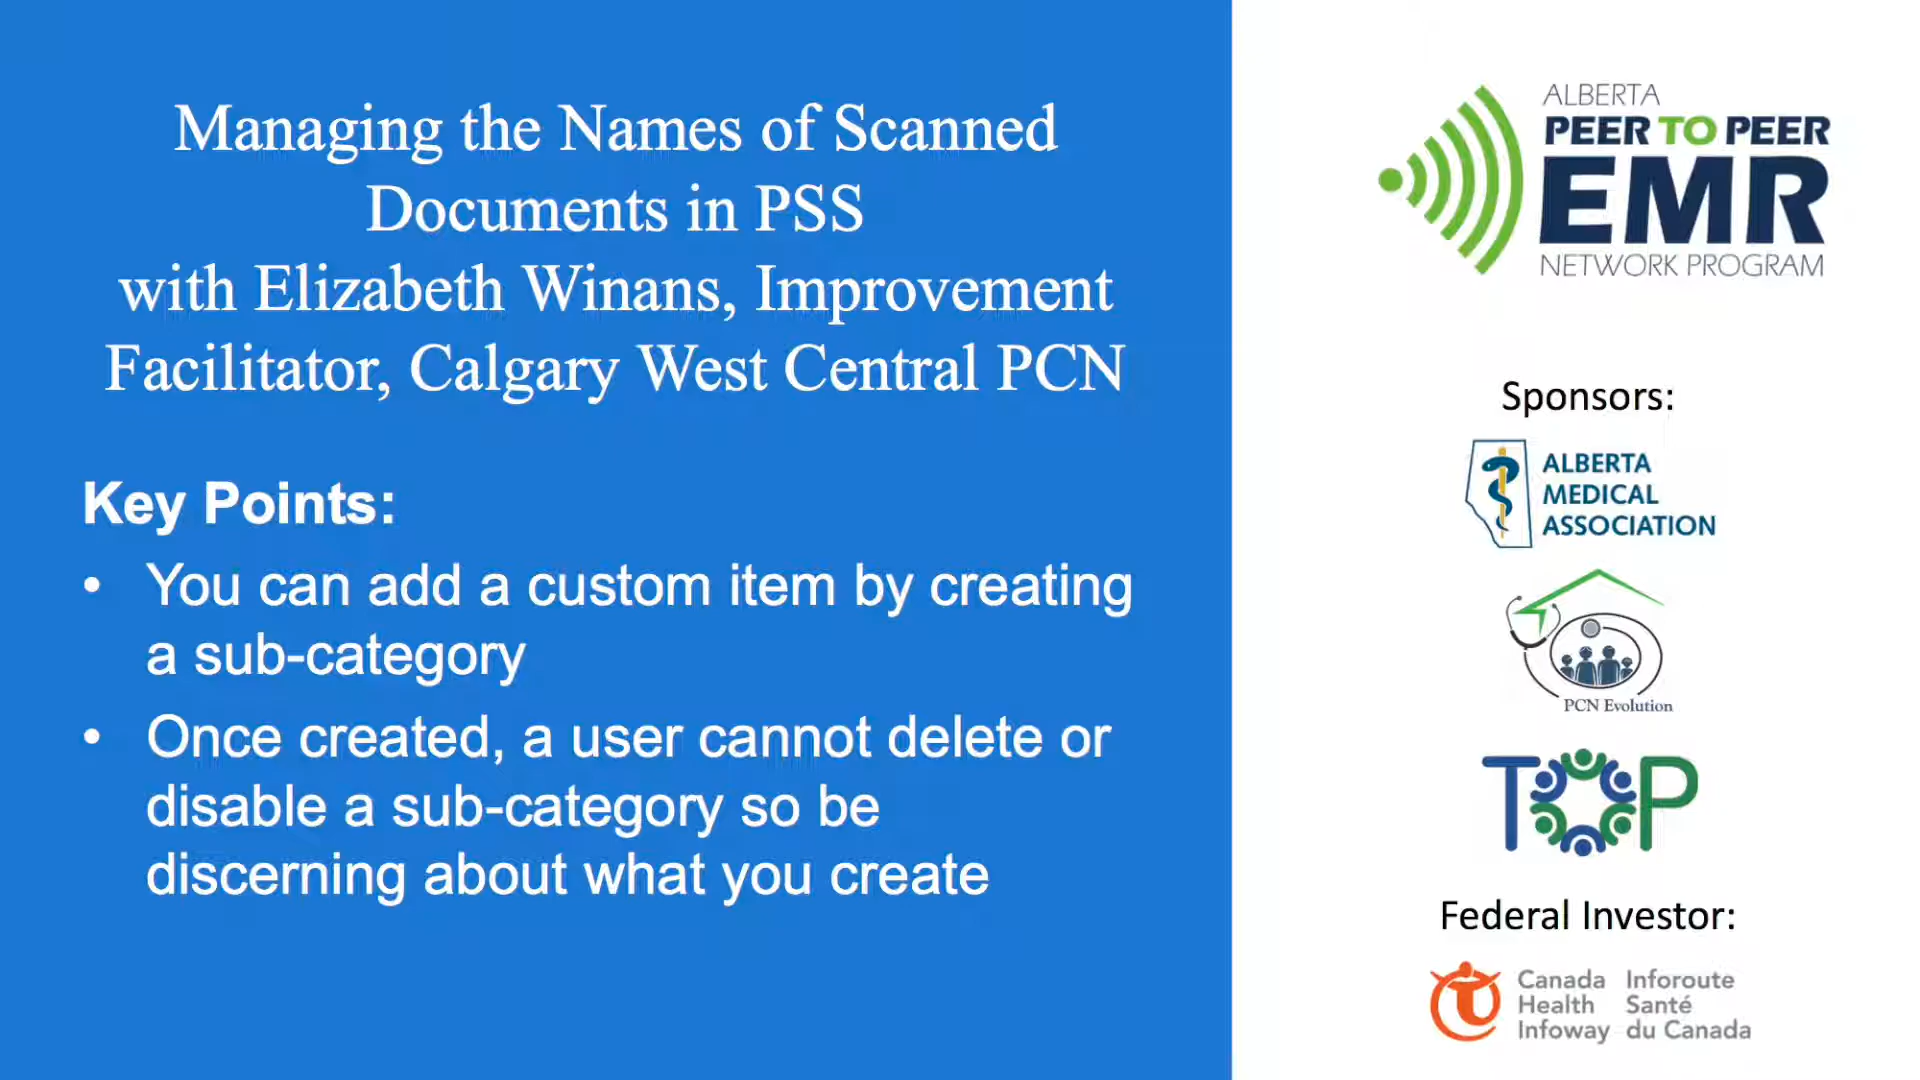 Managing the Names of Scanned
Documents in PSS
with Elizabeth Winans, Improvement
Facilitator, Calgary West Central PCN
Key Points:
• You can add a custom item by creating
a sub-category
• Once created, a user cannot delete or
disable a sub-category so be
discerning about what you create
ALBERTA
PEER TO PEER
EMR
NETWORK PROGRAM
Sponsors:
ALBERTA
MEDICAL
ASSOCIATION
PCN Evolution
TOP
Federal Investor:
Canada Inforoute
Health Santé
Infoway du Canada